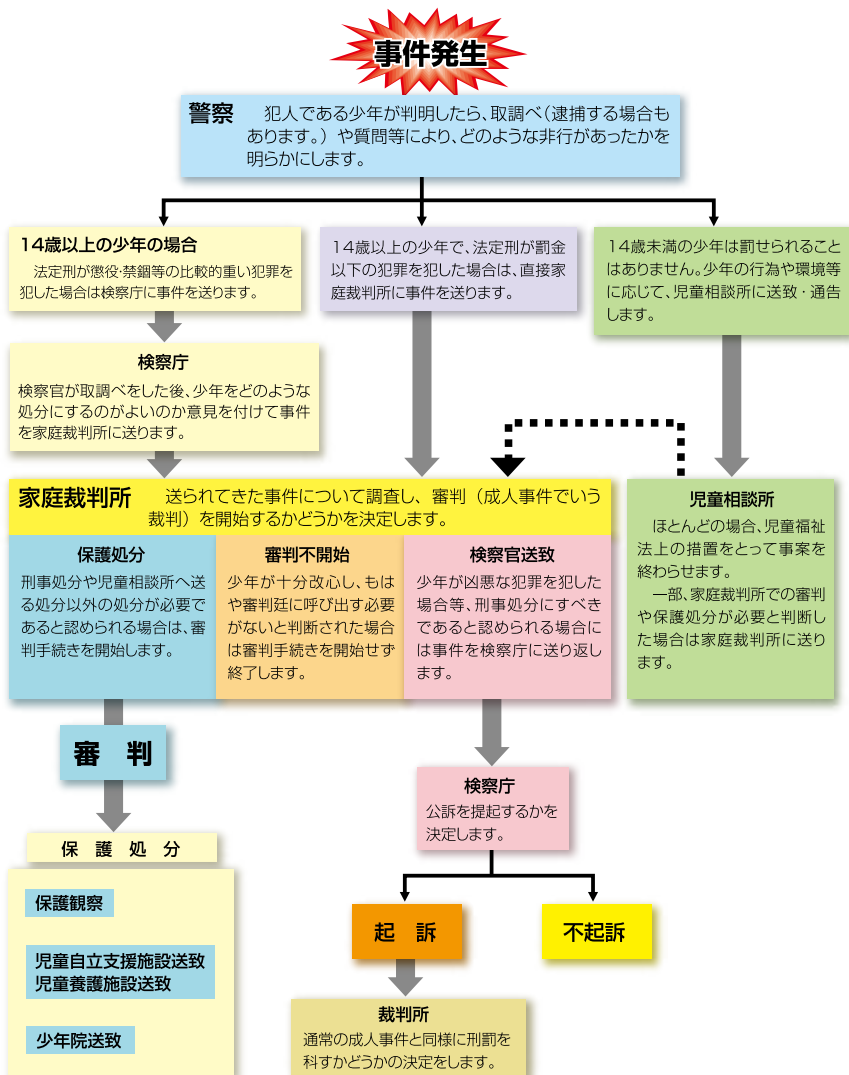 事件発生
警察　犯人である少年が判明したら、取調べ（逮捕する場合も
あります。）や質問等により、どのような非行があったかを
明らかにします。
14歳以上の少年の場合
法定刑が懲役・禁錮等の比較的重い犯罪を
犯した場合は検察庁に事件を送ります。
14歳以上の少年で、法定刑が罰金
以下の犯罪を犯した場合は、直接家
庭裁判所に事件を送ります。
14歳未満の少年は罰せられること
はありません。少年の行為や環境等
に応じて、児童相談所に送致・通告
します。
検察庁
検察官が取調べをした後、少年をどのような
処分にするのがよいのか意見を付けて事件
を家庭裁判所に送ります。
家庭裁判所　送られてきた事件について調査し、審判（成人事件でいう
裁判）を開始するかどうかを決定します。
保護処分
刑事処分や児童相談所へ送
る処分以外の処分が必要で
あると認められる場合は、審
判手続きを開始します。
審判不開始
少年が十分改心し、もは
や審判廷に呼び出す必要
がないと判断された場合
は審判手続きを開始せず
終了します。
検察官送致
少年が凶悪な犯罪を犯した
場合等、刑事処分にすべき
であると認められる場合に
は事件を検察庁に送り返し
ます。
児童相談所
ほとんどの場合、児童福祉
法上の措置をとって事案を
終わらせます。
一部、家庭裁判所での審判
や保護処分が必要と判断し
た場合は家庭裁判所に送り
ます。
審　判
保　護　処　分
保護観察
児童自立支援施設送致
児童養護施設送致
少年院送致
検察庁
公訴を提起するかを
決定します。
起　訴
不起訴
裁判所
通常の成人事件と同様に刑罰を
科すかどうかの決定をします。